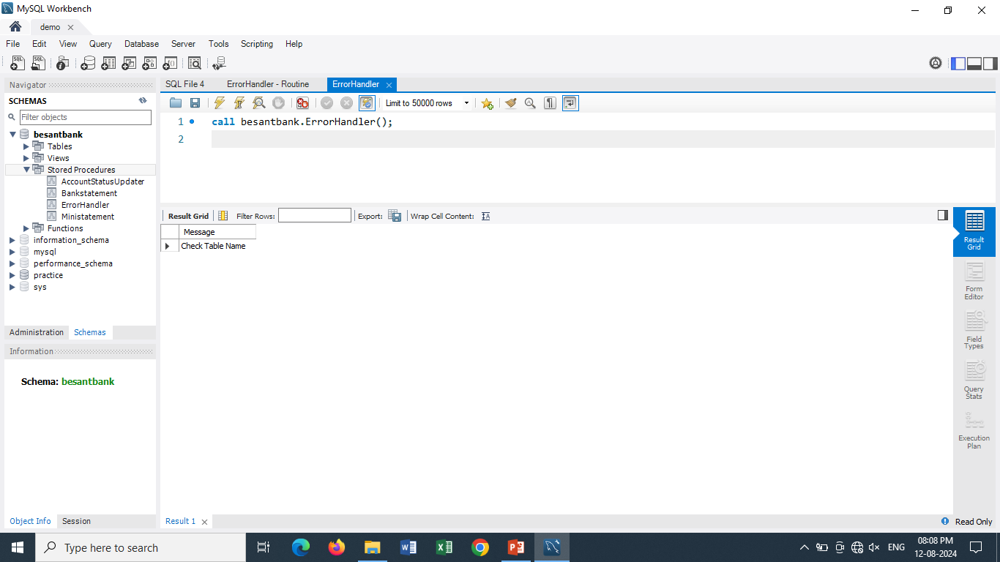 MySQL Workbench
demo
File Edit View Query Database Server Tools Scripting Help
Navigator
SCHEMAS
Filter objects
besantbank
Tables
Views
Stored Procedures
AccountStatusUpdater
Bankstatement
ErrorHandler
Ministatement
Functions
information_schema
mysql
performance_schema
practice
sys
Administration Schemas
Information
Schema: besantbank
Object Info Session
SQL File 4 ErrorHandler - Routine ErrorHandler
Limit to 50000 rows
1 call besantbank.ErrorHandler();
2
Result Grid Filter Rows: Export: Wrap Cell Content:
Message
Check Table Name
Result
Grid
Form
Editor
Field
Types
Query
Stats
Execution
Plan
Result 1
Read Only
Type here to search
ENG
08:08 PM
12-08-2024